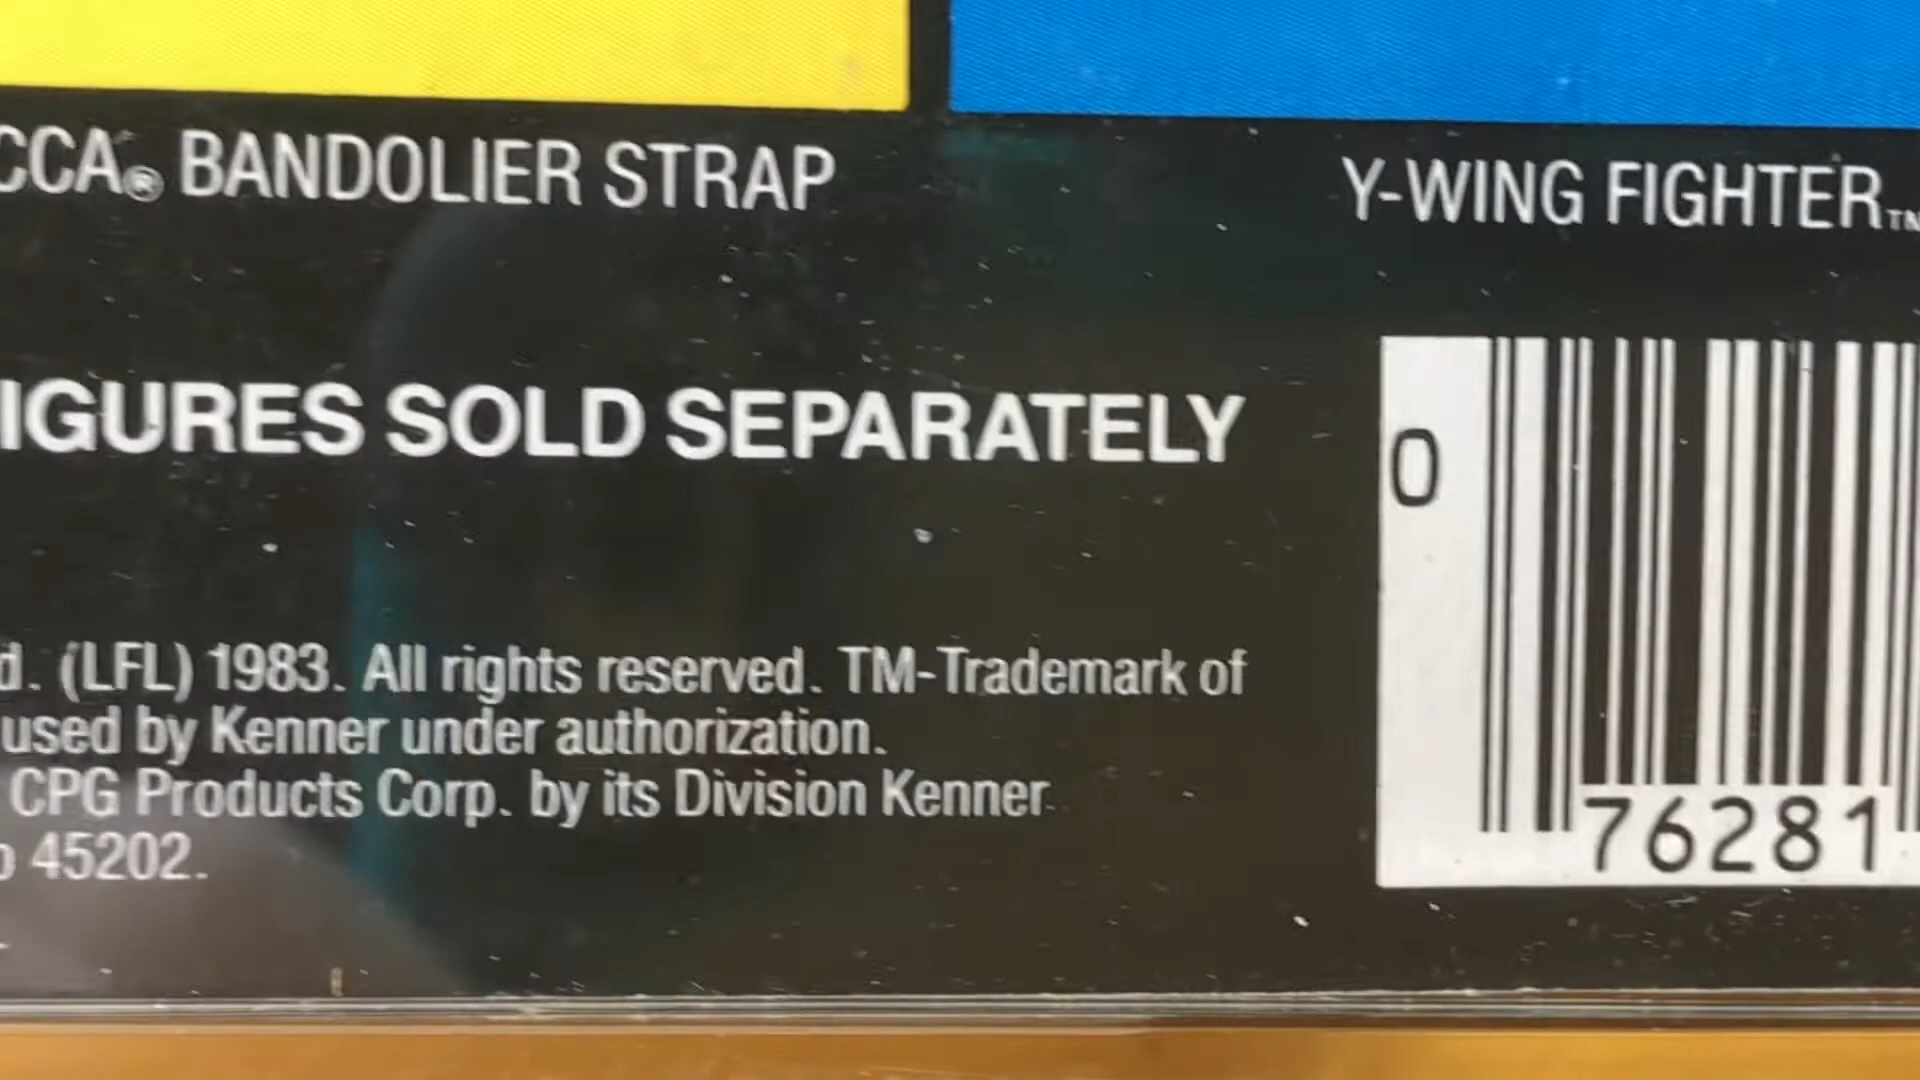 CCA® BANDOLIER STRAP
Y-WING FIGHTER
IGURES SOLD SEPARATELY
d. (LFL) 1983. All rights reserved. TM-Trademark of
used by Kenner under authorization.
CPG Products Corp. by its Division Kenner
o 45202.
0
76281